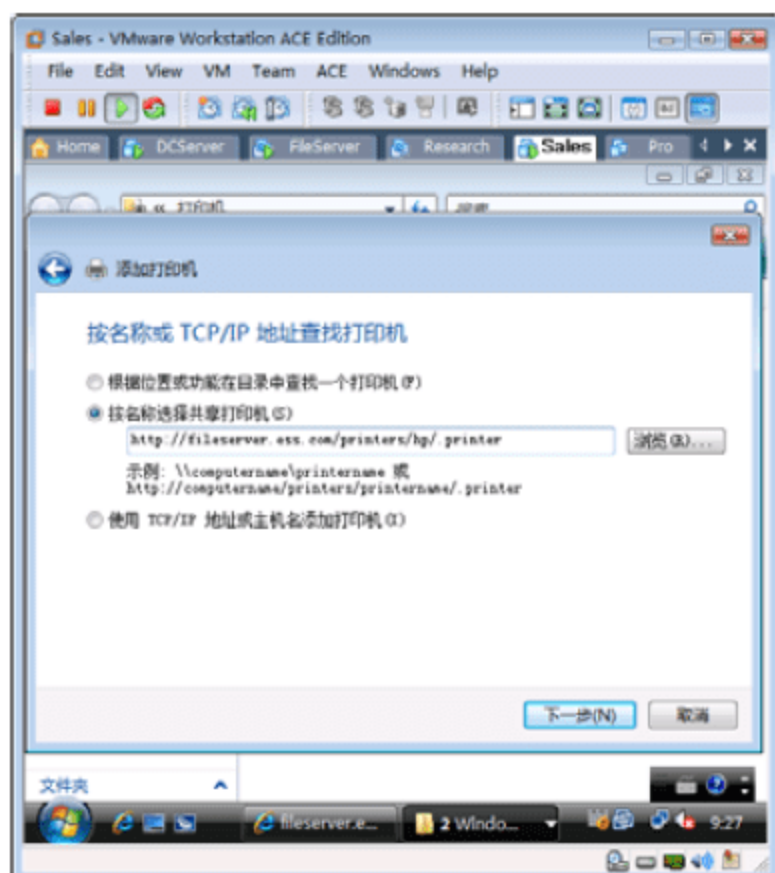 Sales - VMware Workstation ACE Edition
File Edit View VM Team ACE Windows Help
Home DCServer FileServer Research Sales Pro
« 打印机
添加打印机
按名称或 TCP/IP 地址查找打印机
根据位置或功能在目录中查找一个打印机(F)
按名称选择共享打印机(S)
http://fileserver.ess.com/printers/hp/.printer 浏览(R)...
示例: \\computername\printername 或
http://computername/printers/printername/.printer
使用 TCP/IP 地址或主机名添加打印机(I)
下一步(N) 取消
文件夹
fileserver.e... 2 Windo... 9:27